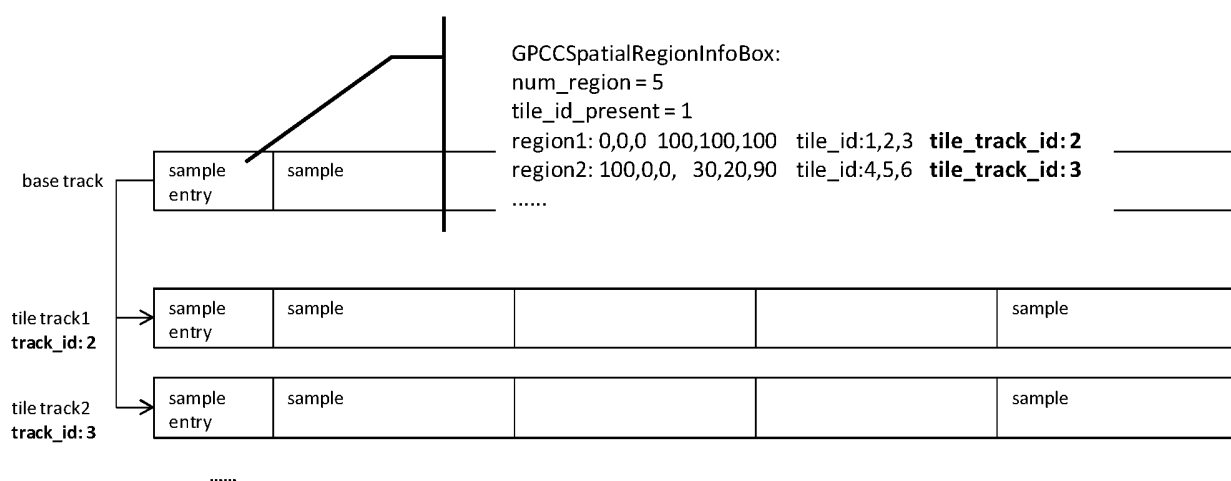 GPCCSpatialRegionInfoBox:
num_region = 5
tile_id_present = 1
region1: 0,0,0 100,100,100 tile_id:1,2,3 tile_track_id: 2
region2: 100,0,0, 30,20,90 tile_id:4,5,6 tile_track_id: 3
......
base track
sample entry
sample
tile track1
track_id: 2
sample entry
sample
sample
tile track2
track_id: 3
sample entry
sample
sample
......